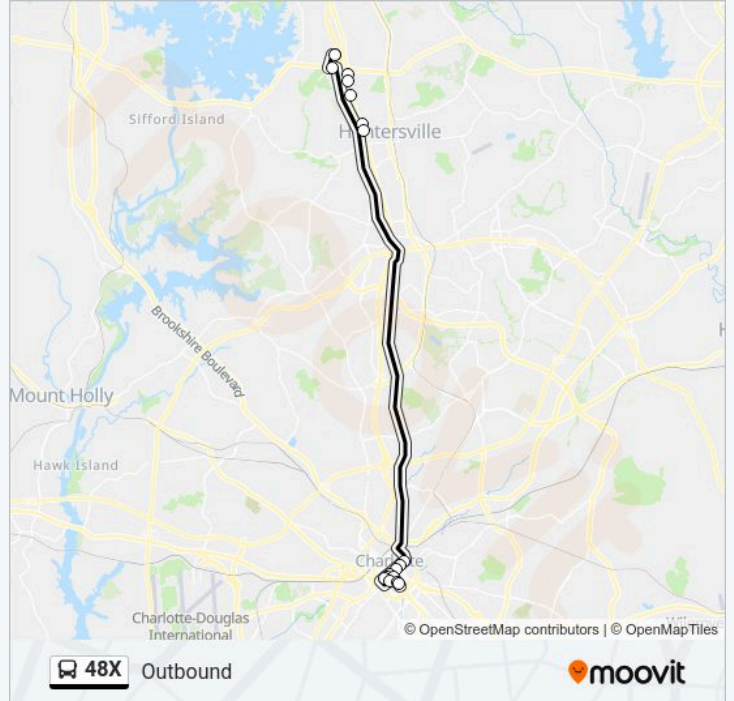 Sifford Island
Huntersville
Brookshire Boulevard
Mount Holly
Hawk Island
Charlotte
Charlotte-Douglas
International
© OpenStreetMap contributors | © OpenMapTiles
48X Outbound
moovit